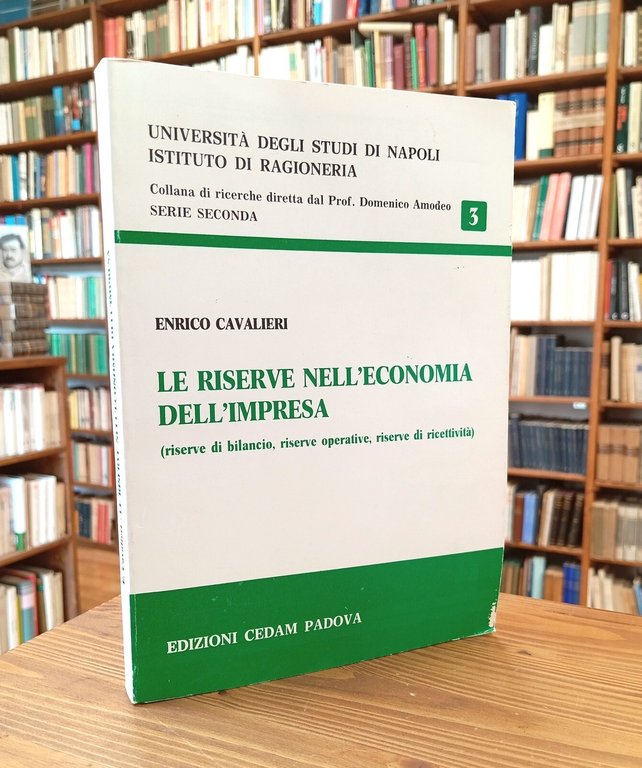 UNIVERSITÀ DEGLI STUDI DI NAPOLI
ISTITUTO DI RAGIONERIA
Collana di ricerche diretta dal Prof. Domenico Amodeo
SERIE SECONDA
3
ENRICO CAVALIERI
LE RISERVE NELL'ECONOMIA
DELL'IMPRESA
(riserve di bilancio, riserve operative, riserve di ricettività)
EDIZIONI CEDAM PADOVA